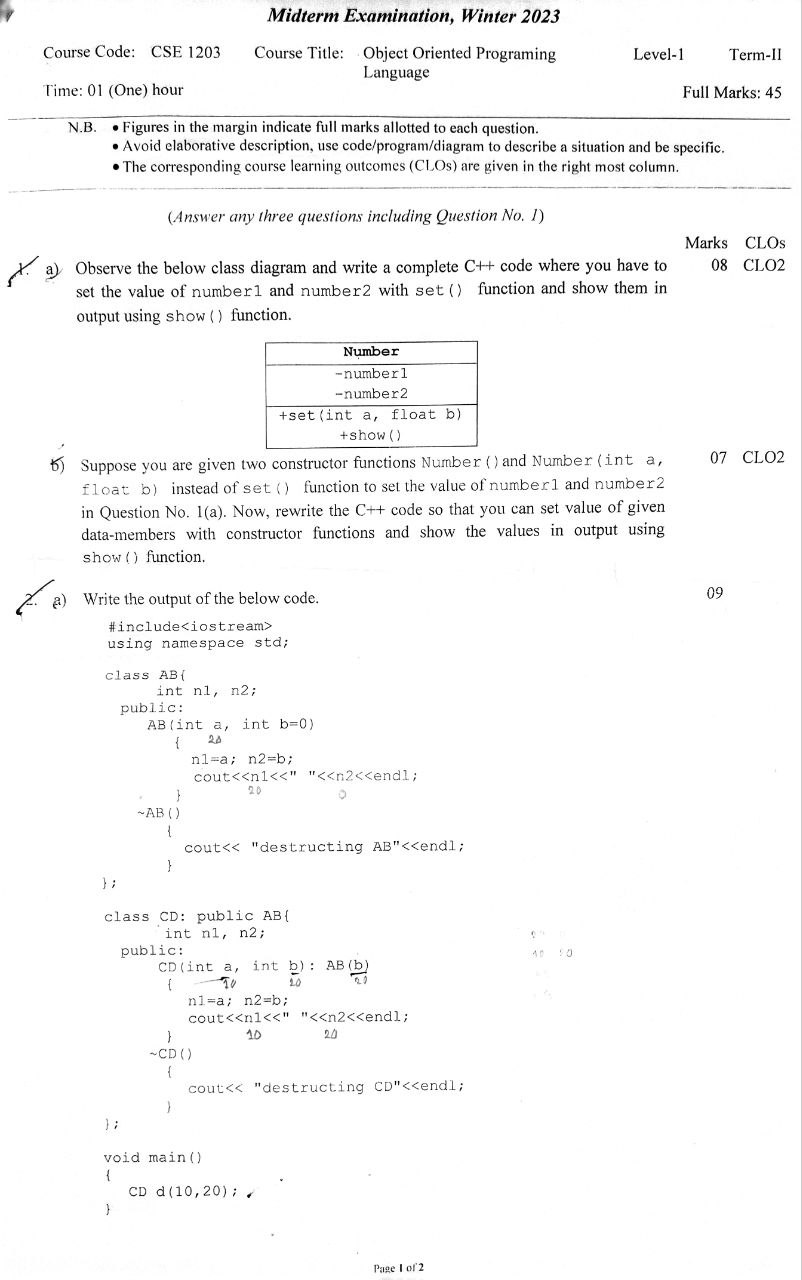 Midterm Examination, Winter 2023
Course Code: CSE 1203 Course Title: Object Oriented Programing Level-1 Term-II
Language
Time: 01 (One) hour Full Marks: 45
N.B. • Figures in the margin indicate full marks allotted to each question.
• Avoid elaborative description, use code/program/diagram to describe a situation and be specific.
• The corresponding course learning outcomes (CLOs) are given in the right most column.
(Answer any three questions including Question No. 1)
Marks CLOs
1. a) Observe the below class diagram and write a complete C++ code where you have to 08 CLO2
set the value of number1 and number2 with set() function and show them in
output using show() function.
Number
-number1
-number2
+set(int a, float b)
+show()
b) Suppose you are given two constructor functions Number() and Number(int a, 07 CLO2
float b) instead of set() function to set the value of number1 and number2
in Question No. 1(a). Now, rewrite the C++ code so that you can set value of given
data-members with constructor functions and show the values in output using
show() function.
2. a) Write the output of the below code. 09
#include<iostream>
using namespace std;
class AB{
int n1, n2;
public:
AB(int a, int b=0)
{ 20
n1=a; n2=b;
cout<<n1<<" "<<n2<<endl;
} 20 0
~AB()
{
cout<< "destructing AB"<<endl;
}
};
class CD: public AB{
int n1, n2;
public:
CD(int a, int b): AB(b)
{ 10 20 20
n1=a; n2=b;
cout<<n1<<" "<<n2<<endl;
} 10 20
~CD()
{
cout<< "destructing CD"<<endl;
}
};
void main()
{
CD d(10,20);
}
Page 1 of 2